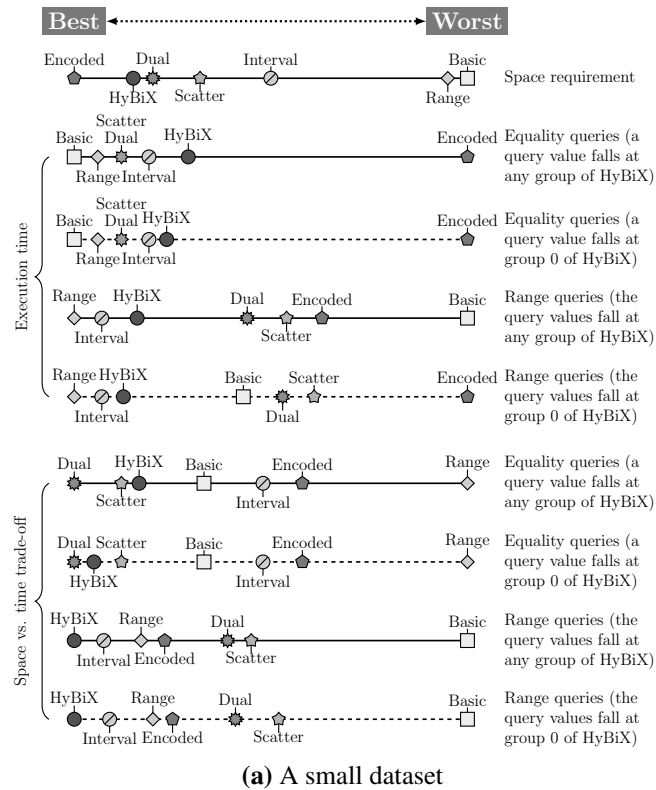 Best
Worst
Encoded
Dual
Interval
Basic
HyBiX
Scatter
Range
Space requirement
Execution time
Scatter
Basic
Dual
HyBiX
Encoded
Range
Interval
Equality queries (a
query value falls at
any group of HyBiX)
Scatter
Basic
Dual
HyBiX
Encoded
Range
Interval
Equality queries (a
query value falls at
group 0 of HyBiX)
Range
HyBiX
Dual
Encoded
Basic
Interval
Scatter
Range queries (the
query values fall at
any group of HyBiX)
Range
HyBiX
Basic
Scatter
Encoded
Interval
Dual
Range queries (the
query values fall at
group 0 of HyBiX)
Space vs. time trade-off
Dual
HyBiX
Basic
Encoded
Range
Scatter
Interval
Equality queries (a
query value falls at
any group of HyBiX)
Dual
Scatter
Basic
Encoded
Range
HyBiX
Interval
Equality queries (a
query value falls at
group 0 of HyBiX)
HyBiX
Range
Dual
Basic
Interval
Encoded
Scatter
Range queries (the
query values fall at
any group of HyBiX)
HyBiX
Range
Dual
Basic
Interval
Encoded
Scatter
Range queries (the
query values fall at
group 0 of HyBiX)
(a) A small dataset